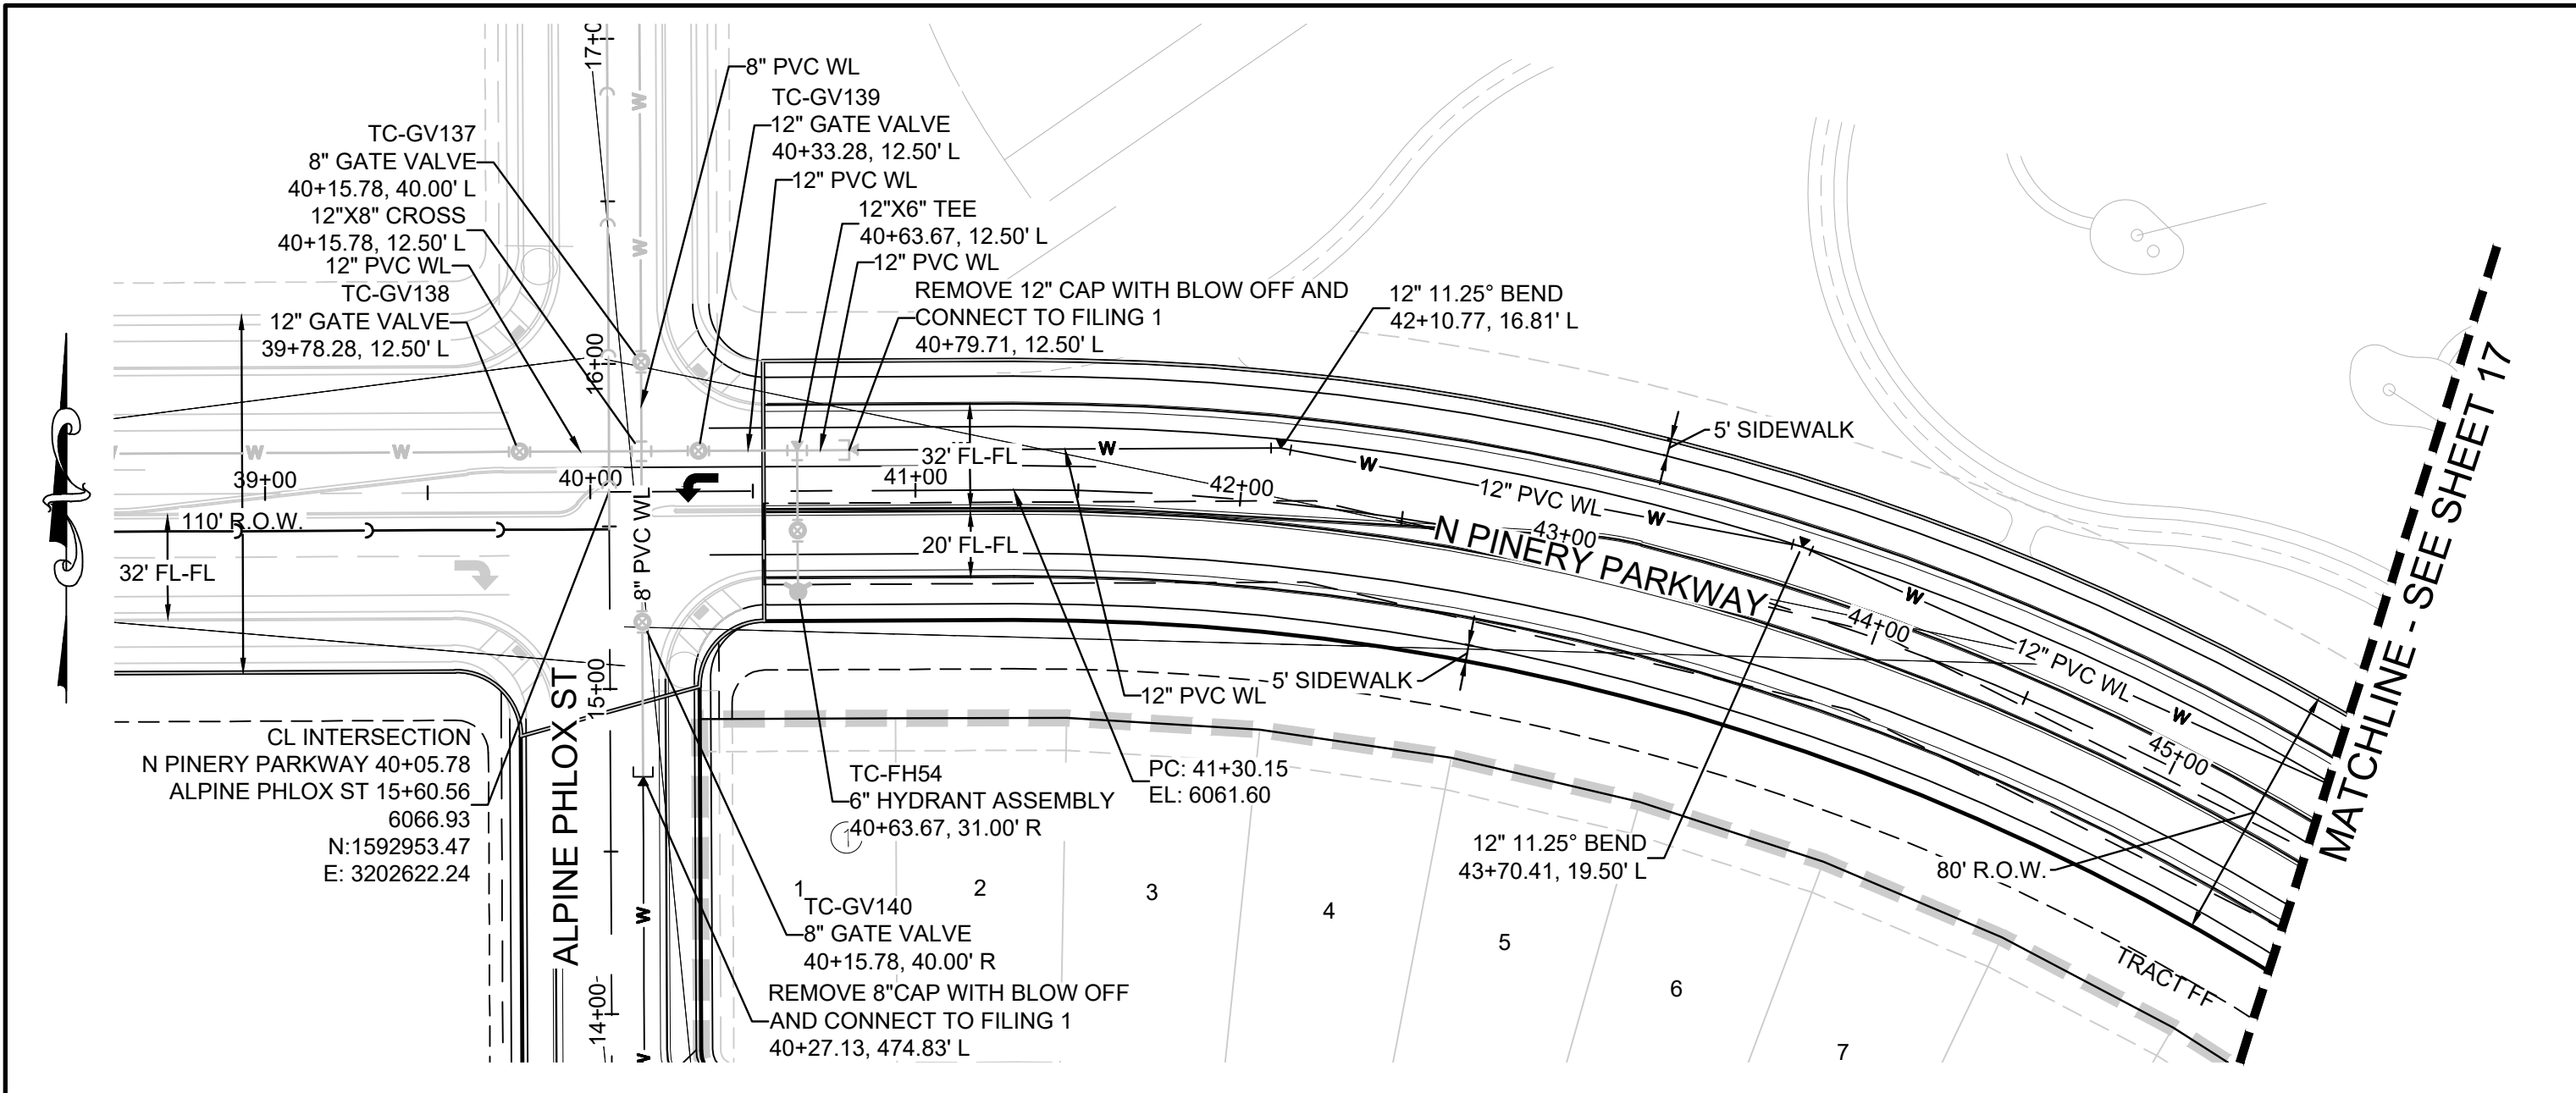 17+0
8" PVC WL
TC-GV139
12" GATE VALVE
40+33.28, 12.50' L
12" PVC WL
12"X6" TEE
40+63.67, 12.50' L
12" PVC WL
REMOVE 12" CAP WITH BLOW OFF AND
CONNECT TO FILING 1
40+79.71, 12.50' L
TC-GV137
8" GATE VALVE
40+15.78, 40.00' L
12"X8" CROSS
40+15.78, 12.50' L
12" PVC WL
TC-GV138
12" GATE VALVE
39+78.28, 12.50' L
12" 11.25° BEND
42+10.77, 16.81' L
5' SIDEWALK
W
W
16+00
W
W
W
W
W
W
W
W
39+00
40+00
41+00
42+00
43+00
44+00
45+00
32' FL-FL
20' FL-FL
110' R.O.W.
32' FL-FL
8" PVC WL
12" PVC WL
N PINERY PARKWAY
12" PVC WL
MATCHLINE - SEE SHEET 17
15+00
ALPINE PHLOX ST
12" PVC WL
5' SIDEWALK
CL INTERSECTION
N PINERY PARKWAY 40+05.78
ALPINE PHLOX ST 15+60.56
6066.93
N:1592953.47
E: 3202622.24
TC-FH54
6" HYDRANT ASSEMBLY
40+63.67, 31.00' R
PC: 41+30.15
EL: 6061.60
12" 11.25° BEND
43+70.41, 19.50' L
80' R.O.W.
1
1
2
3
4
5
6
7
TC-GV140
8" GATE VALVE
40+15.78, 40.00' R
REMOVE 8"CAP WITH BLOW OFF
AND CONNECT TO FILING 1
40+27.13, 474.83' L
TRACT FF
14+00
W
W